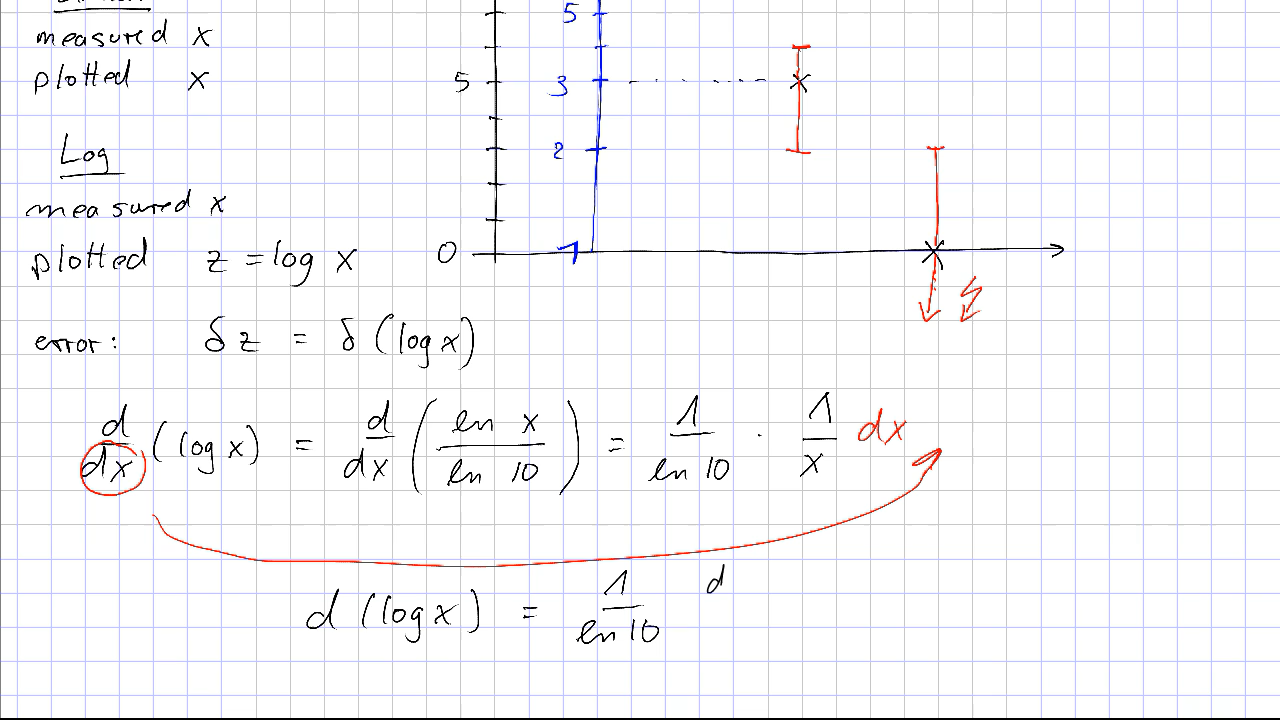 measured x
plotted x
Log
measured x
plotted z = log x
error: δz = δ(log x)
5
3
2
5
1
0
d/dx (log x) = d/dx (ln x / ln 10) = 1/ln 10 · 1/x dx
d(log x) = 1/ln 10 d